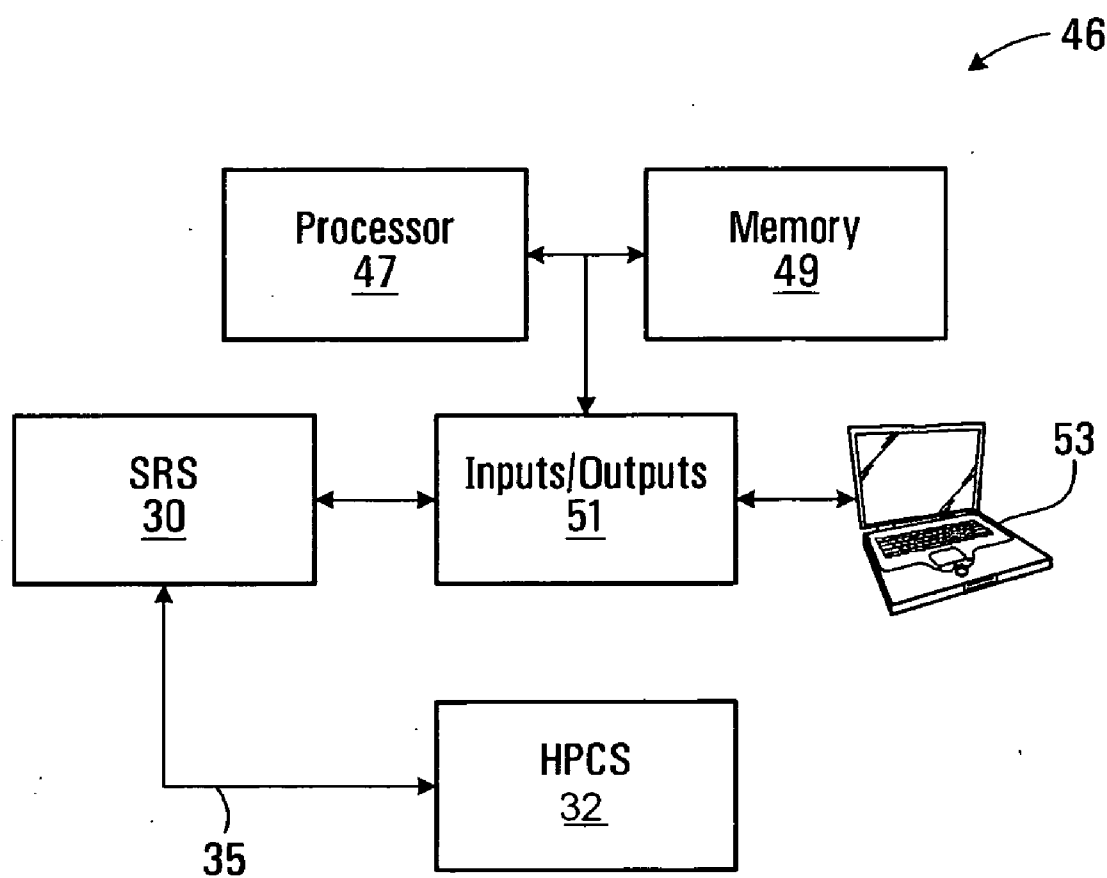 46
Processor
47
Memory
49
SRS
30
Inputs/Outputs
51
53
HPCS
32
35